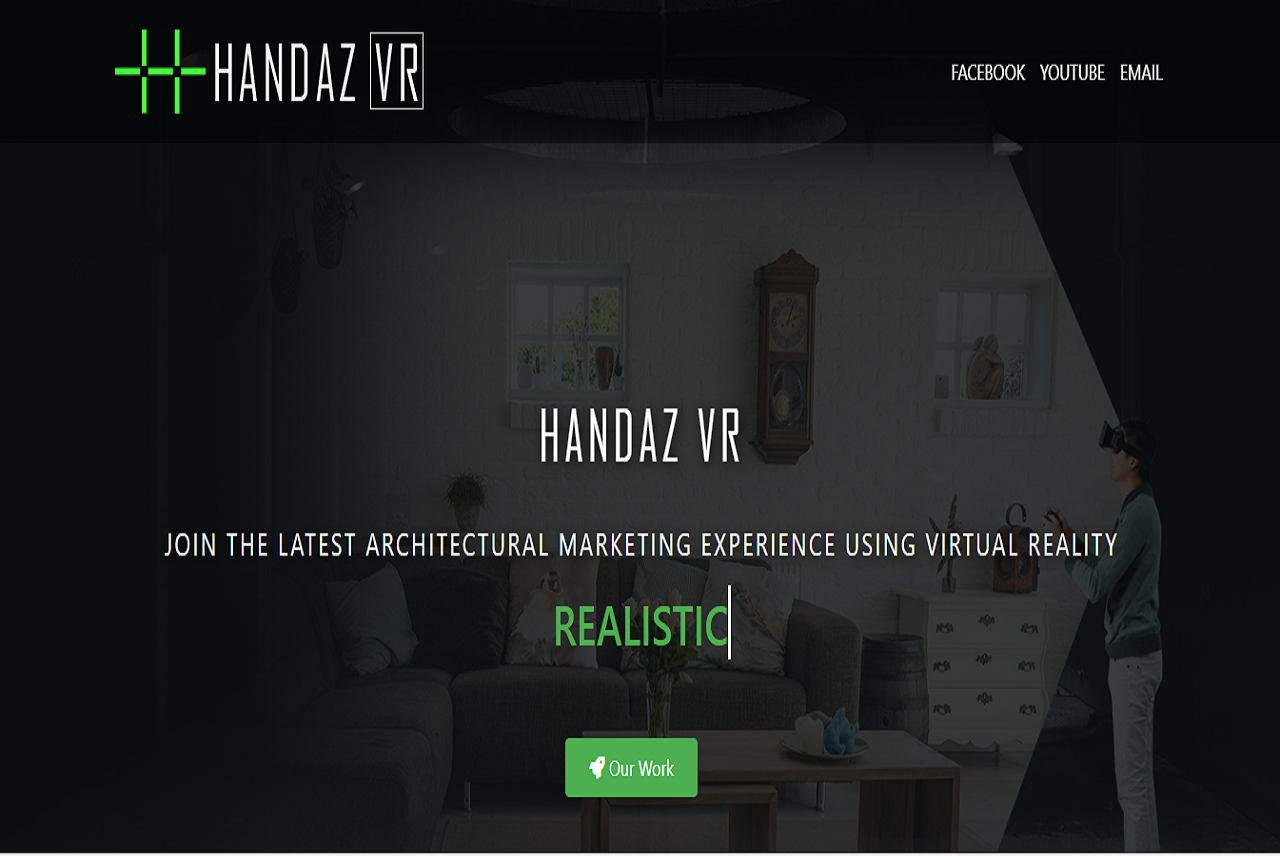 HANDAZ VR
FACEBOOK YOUTUBE EMAIL
HANDAZ VR
JOIN THE LATEST ARCHITECTURAL MARKETING EXPERIENCE USING VIRTUAL REALITY
REALISTIC
Our Work